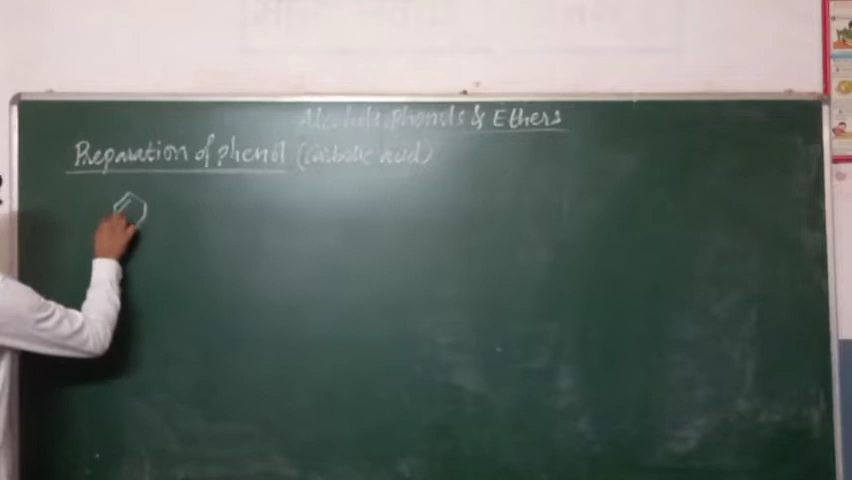 Alcohols, Phenols & Ethers
Preparation of phenol (Carbolic acid)